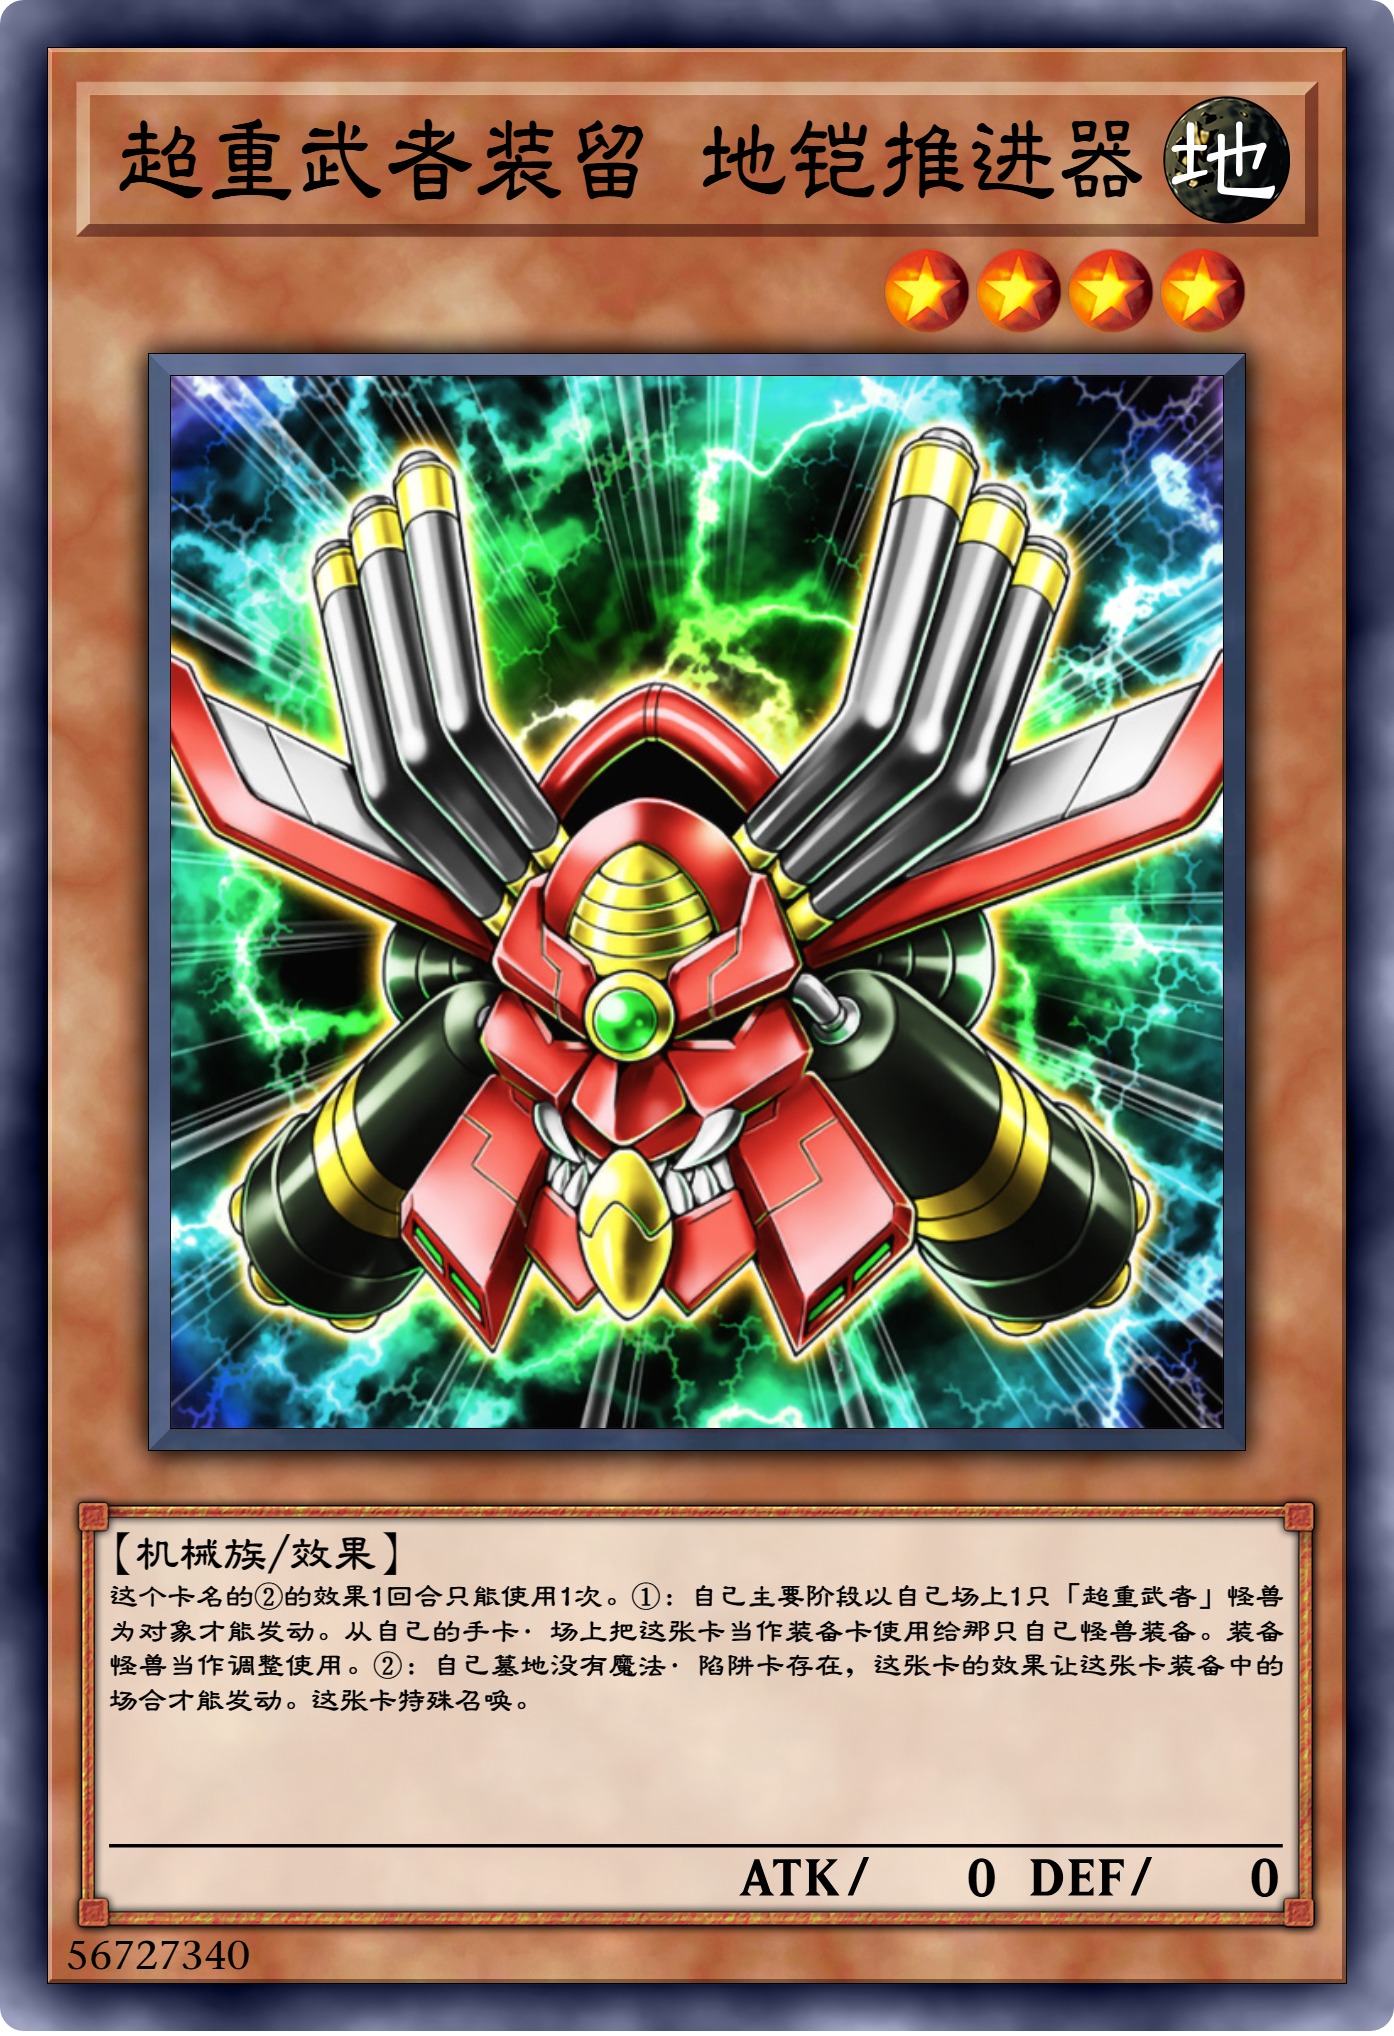 超重武者装留 地铠推进器 地
【机械族/效果】
这个卡名的②的效果1回合只能使用1次。①：自己主要阶段以自己场上1只「超重武者」怪兽
为对象才能发动。从自己的手卡·场上把这张卡当作装备卡使用给那只自己怪兽装备。装备
怪兽当作调整使用。②：自己墓地没有魔法·陷阱卡存在，这张卡的效果让这张卡装备中的
场合才能发动。这张卡特殊召唤。
ATK/ 0 DEF/ 0
56727340